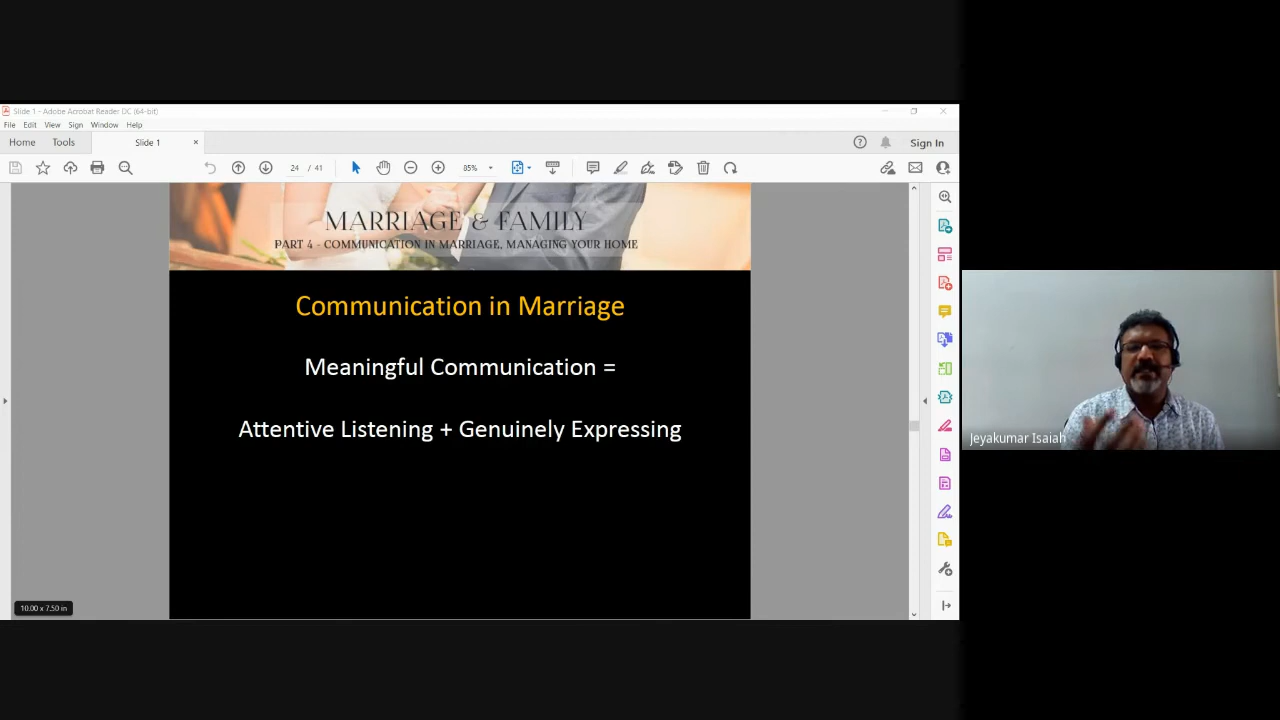 Slide 1 - Adobe Acrobat Reader DC (64-bit)
File Edit View Sign Window Help
Home Tools Slide 1 × Sign In
24 / 41 85%
MARRIAGE & FAMILY
PART 4 - COMMUNICATION IN MARRIAGE, MANAGING YOUR HOME
Communication in Marriage
Meaningful Communication =
Attentive Listening + Genuinely Expressing
10.00 x 7.50 in
Jeyakumar Isaiah